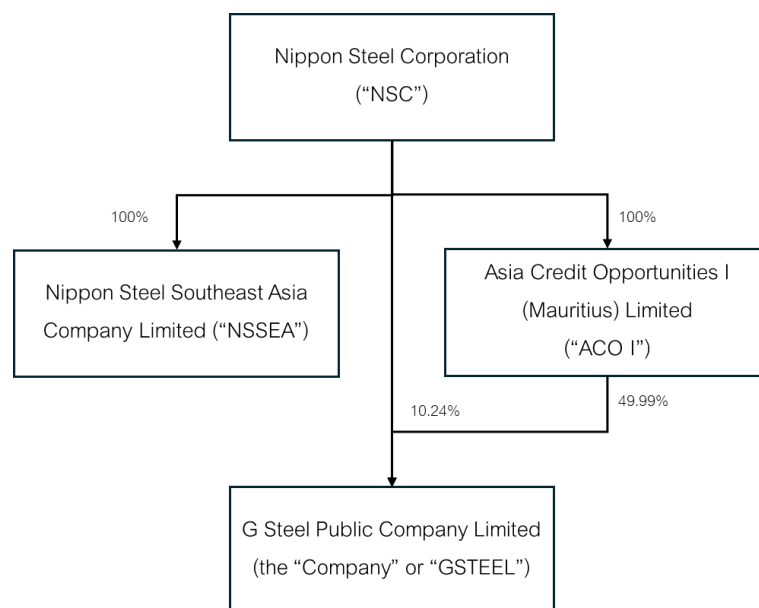 Nippon Steel Corporation
(“NSC”)
100%
100%
Nippon Steel Southeast Asia
Company Limited (“NSSEA”)
Asia Credit Opportunities I
(Mauritius) Limited
(“ACO I”)
10.24%
49.99%
G Steel Public Company Limited
(the “Company” or “GSTEEL”)